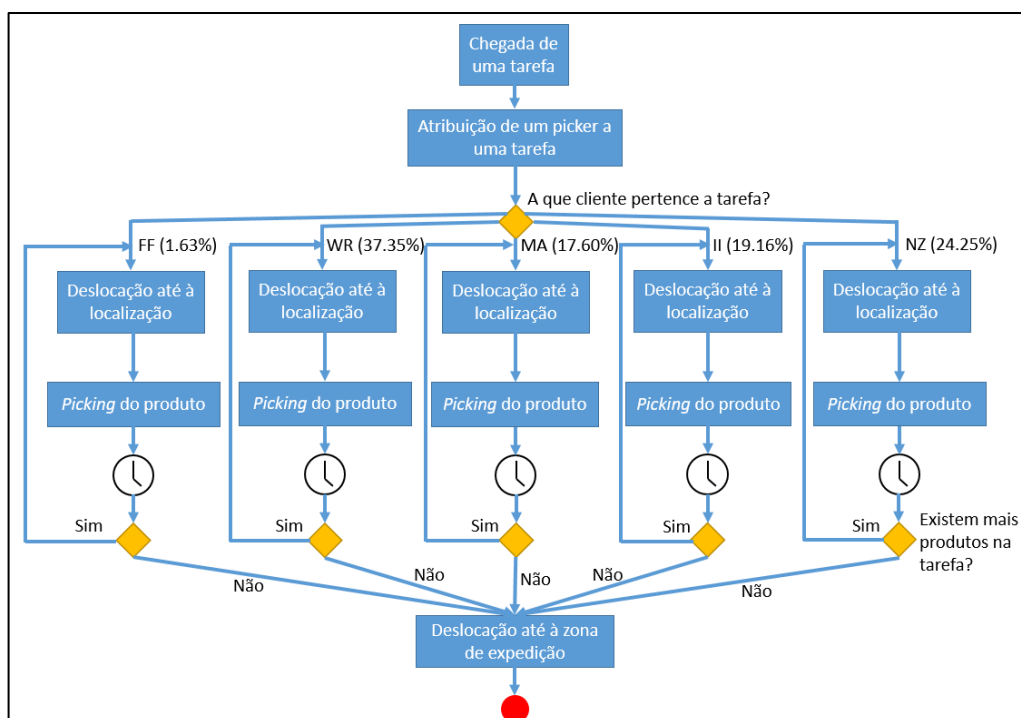 Chegada de
uma tarefa
Atribuição de um picker a
uma tarefa
A que cliente pertence a tarefa?
FF (1.63%)
WR (37.35%)
MA (17.60%)
II (19.16%)
NZ (24.25%)
Deslocação até à
localização
Deslocação até à
localização
Deslocação até à
localização
Deslocação até à
localização
Deslocação até à
localização
Picking do produto
Picking do produto
Picking do produto
Picking do produto
Picking do produto
Sim
Sim
Sim
Sim
Sim
Existem mais
produtos na
tarefa?
Não
Não
Não
Não
Não
Deslocação até à zona
de expedição